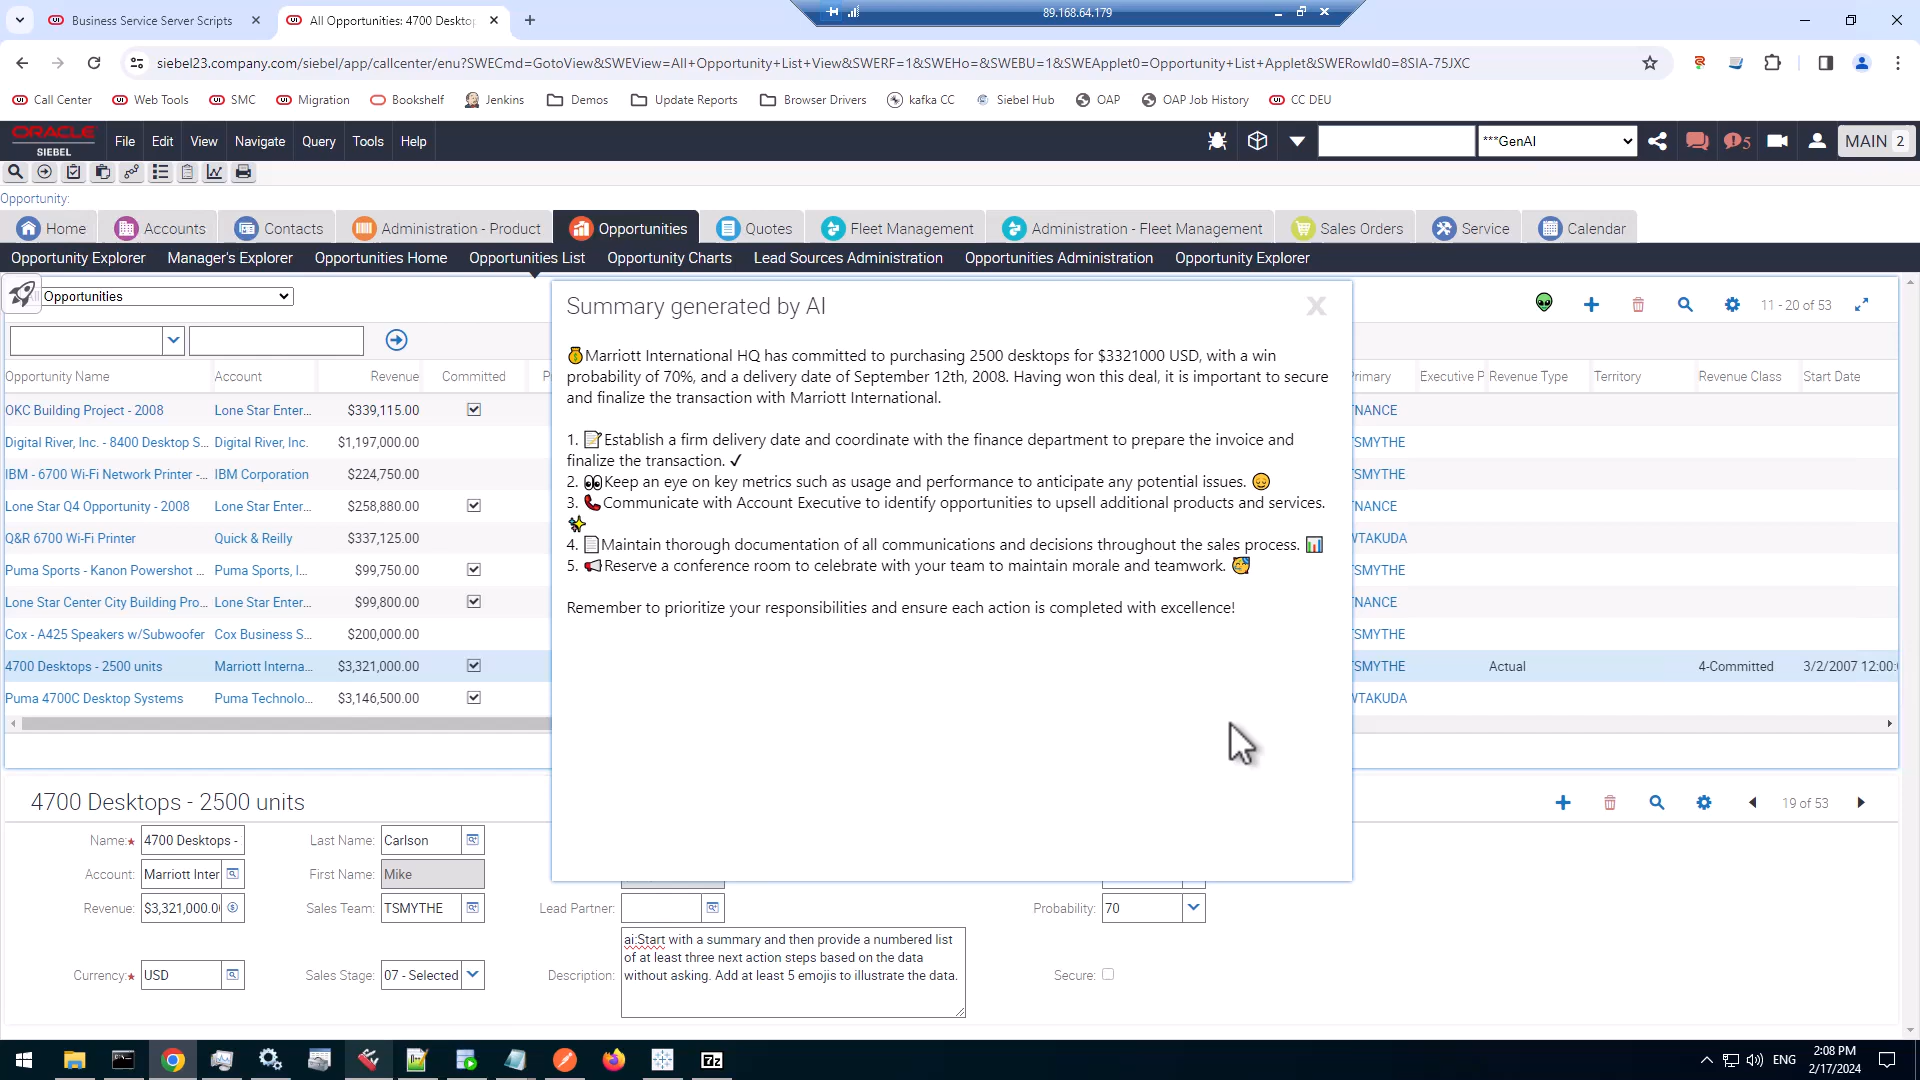 Business Service Server Scripts
All Opportunities: 4700 Deskto
89.168.64.179
siebel23.company.com/siebel/app/callcenter/enu?SWECmd=GotoView&SWEView=All+Opportunity+List+View&SWERF=1&SWEHo=&SWEBU=1&SWEApplet0=Opportunity+List+Applet&SWERowId0=8SIA-75JXC
Call Center Web Tools SMC Migration Bookshelf Jenkins Demos Update Reports Browser Drivers kafka CC Siebel Hub OAP OAP Job History CC DEU
ORACLE
SIEBEL
File Edit View Navigate Query Tools Help
***GenAI
5
MAIN 2
Opportunity:
Home Accounts Contacts Administration - Product Opportunities Quotes Fleet Management Administration - Fleet Management Sales Orders Service Calendar
Opportunity Explorer Manager's Explorer Opportunities Home Opportunities List Opportunity Charts Lead Sources Administration Opportunities Administration Opportunity Explorer
Opportunities
11 - 20 of 53
Opportunity Name Account Revenue Committed
Primary Executive P Revenue Type Territory Revenue Class Start Date
OKC Building Project - 2008 Lone Star Enter... $339,115.00
Digital River, Inc. - 8400 Desktop S... Digital River, Inc. $1,197,000.00 SMYTHE
IBM - 6700 Wi-Fi Network Printer -... IBM Corporation $224,750.00 SMYTHE
Lone Star Q4 Opportunity - 2008 Lone Star Enter... $258,880.00
Q&R 6700 Wi-Fi Printer Quick & Reilly $337,125.00 TAKUDA
Puma Sports - Kanon Powershot ... Puma Sports, I... $99,750.00 SMYTHE
Lone Star Center City Building Pro... Lone Star Enter... $99,800.00
Cox - A425 Speakers w/Subwoofer Cox Business S... $200,000.00 SMYTHE
4700 Desktops - 2500 units Marriott Interna... $3,321,000.00 SMYTHE Actual 4-Committed 3/2/2007 12:00:
Puma 4700C Desktop Systems Puma Technolo... $3,146,500.00 TAKUDA
Summary generated by AI
X
💰Marriott International HQ has committed to purchasing 2500 desktops for $3321000 USD, with a win
probability of 70%, and a delivery date of September 12th, 2008. Having won this deal, it is important to secure
and finalize the transaction with Marriott International.
1. 📝Establish a firm delivery date and coordinate with the finance department to prepare the invoice and
finalize the transaction. ✓
2. 👀Keep an eye on key metrics such as usage and performance to anticipate any potential issues. 😊
3. 📞Communicate with Account Executive to identify opportunities to upsell additional products and services.
✨
4. 📄Maintain thorough documentation of all communications and decisions throughout the sales process. 📊
5. 📢Reserve a conference room to celebrate with your team to maintain morale and teamwork. 🥳
Remember to prioritize your responsibilities and ensure each action is completed with excellence!
4700 Desktops - 2500 units
19 of 53
Name:* 4700 Desktops - Last Name: Carlson
Account: Marriott Inter First Name: Mike
Revenue: $3,321,000.0 Sales Team: TSMYTHE Lead Partner: Probability: 70
Currency:* USD Sales Stage: 07 - Selected Description: Secure:
ai:Start with a summary and then provide a numbered list
of at least three next action steps based on the data
without asking. Add at least 5 emojis to illustrate the data.
ENG
2:08 PM
2/17/2024